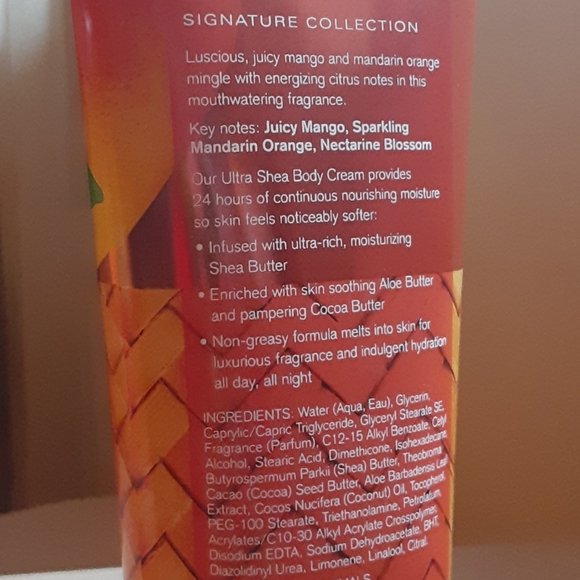 SIGNATURE COLLECTION
Luscious, juicy mango and mandarin orange
mingle with energizing citrus notes in this
mouthwatering fragrance.
Key notes: Juicy Mango, Sparkling
Mandarin Orange, Nectarine Blossom
Our Ultra Shea Body Cream provides
24 hours of continuous nourishing moisture
so skin feels noticeably softer:
• Infused with ultra-rich, moisturizing
Shea Butter
• Enriched with skin soothing Aloe Butter
and pampering Cocoa Butter
• Non-greasy formula melts into skin for
luxurious fragrance and indulgent hydration
all day, all night
INGREDIENTS: Water (Aqua, Eau), Glycerin,
Caprylic/Capric Triglyceride, Glyceryl Stearate SE,
Fragrance (Parfum), C12-15 Alkyl Benzoate, Cetyl
Alcohol, Stearic Acid, Dimethicone, Isohexadecane,
Butyrospermum Parkii (Shea) Butter, Theobroma
Cacao (Cocoa) Seed Butter, Aloe Barbadensis Leaf
Extract, Cocos Nucifera (Coconut) Oil, Tocopherol,
PEG-100 Stearate, Triethanolamine, Petrolatum,
Acrylates/C10-30 Alkyl Acrylate Crosspolymer,
Disodium EDTA, Sodium Dehydroacetate, BHT,
Diazolidinyl Urea, Limonene, Linalool, Citral.